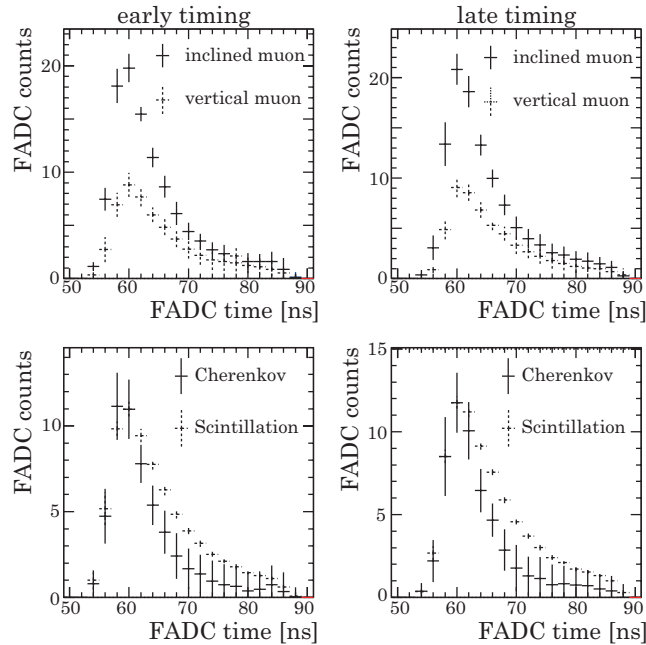 early timing
late timing
FADC counts
20
10
0
inclined muon
vertical muon
50 60 70 80 90
FADC time [ns]
FADC counts
20
10
0
inclined muon
vertical muon
50 60 70 80 90
FADC time [ns]
FADC counts
10
5
0
Cherenkov
Scintillation
50 60 70 80 90
FADC time [ns]
FADC counts
15
10
5
0
Cherenkov
Scintillation
50 60 70 80 90
FADC time [ns]